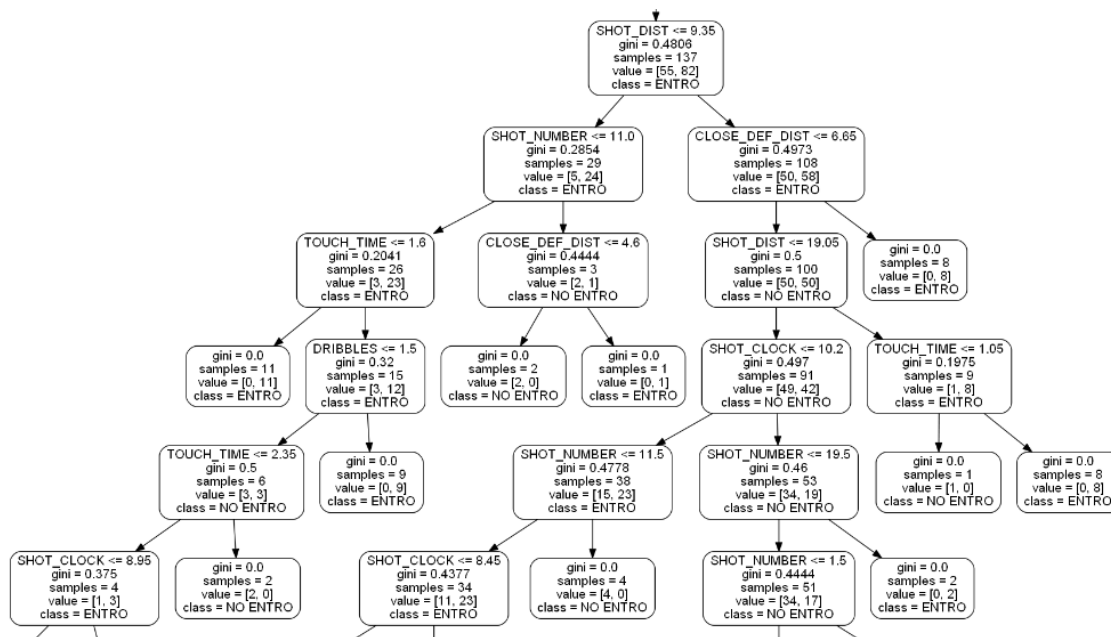 SHOT_DIST <= 9.35
gini = 0.4806
samples = 137
value = [55, 82]
class = ENTRO
SHOT_NUMBER <= 11.0
gini = 0.2854
samples = 29
value = [5, 24]
class = ENTRO
CLOSE_DEF_DIST <= 6.65
gini = 0.4973
samples = 108
value = [50, 58]
class = ENTRO
TOUCH_TIME <= 1.6
gini = 0.2041
samples = 26
value = [3, 23]
class = ENTRO
CLOSE_DEF_DIST <= 4.6
gini = 0.4444
samples = 3
value = [2, 1]
class = NO ENTRO
SHOT_DIST <= 19.05
gini = 0.5
samples = 100
value = [50, 50]
class = NO ENTRO
gini = 0.0
samples = 8
value = [0, 8]
class = ENTRO
gini = 0.0
samples = 11
value = [0, 11]
class = ENTRO
DRIBBLES <= 1.5
gini = 0.32
samples = 15
value = [3, 12]
class = ENTRO
gini = 0.0
samples = 2
value = [2, 0]
class = NO ENTRO
gini = 0.0
samples = 1
value = [0, 1]
class = ENTRO
SHOT_CLOCK <= 10.2
gini = 0.497
samples = 91
value = [49, 42]
class = NO ENTRO
TOUCH_TIME <= 1.05
gini = 0.1975
samples = 9
value = [1, 8]
class = ENTRO
TOUCH_TIME <= 2.35
gini = 0.5
samples = 6
value = [3, 3]
class = NO ENTRO
gini = 0.0
samples = 9
value = [0, 9]
class = ENTRO
SHOT_NUMBER <= 11.5
gini = 0.4778
samples = 38
value = [15, 23]
class = ENTRO
SHOT_NUMBER <= 19.5
gini = 0.46
samples = 53
value = [34, 19]
class = NO ENTRO
gini = 0.0
samples = 1
value = [1, 0]
class = NO ENTRO
gini = 0.0
samples = 8
value = [0, 8]
class = ENTRO
SHOT_CLOCK <= 8.95
gini = 0.375
samples = 4
value = [1, 3]
class = ENTRO
gini = 0.0
samples = 2
value = [2, 0]
class = NO ENTRO
SHOT_CLOCK <= 8.45
gini = 0.4377
samples = 34
value = [11, 23]
class = ENTRO
gini = 0.0
samples = 4
value = [4, 0]
class = NO ENTRO
SHOT_NUMBER <= 1.5
gini = 0.4444
samples = 51
value = [34, 17]
class = NO ENTRO
gini = 0.0
samples = 2
value = [0, 2]
class = ENTRO